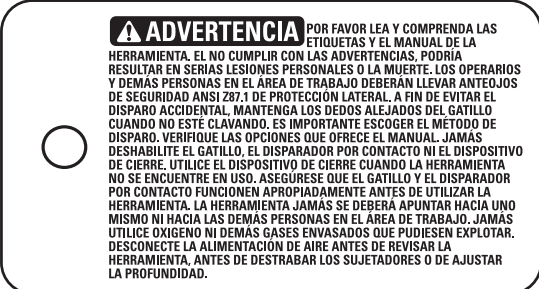 ADVERTENCIA POR FAVOR LEA Y COMPRENDA LAS
ETIQUETAS Y EL MANUAL DE LA
HERRAMIENTA. EL NO CUMPLIR CON LAS ADVERTENCIAS, PODRÍA
RESULTAR EN SERIAS LESIONES PERSONALES O LA MUERTE. LOS OPERARIOS
Y DEMÁS PERSONAS EN EL ÁREA DE TRABAJO DEBERÁN LLEVAR ANTEOJOS
DE SEGURIDAD ANSI Z87.1 DE PROTECCIÓN LATERAL. A FIN DE EVITAR EL
DISPARO ACCIDENTAL, MANTENGA LOS DEDOS ALEJADOS DEL GATILLO
CUANDO NO ESTÉ CLAVANDO. ES IMPORTANTE ESCOGER EL MÉTODO DE
DISPARO. VERIFIQUE LAS OPCIONES QUE OFRECE EL MANUAL. JAMÁS
DESHABILITE EL GATILLO, EL DISPARADOR POR CONTACTO NI EL DISPOSITIVO
DE CIERRE. UTILICE EL DISPOSITIVO DE CIERRE CUANDO LA HERRAMIENTA
NO SE ENCUENTRE EN USO. ASEGÚRESE QUE EL GATILLO Y EL DISPARADOR
POR CONTACTO FUNCIONEN APROPIADAMENTE ANTES DE UTILIZAR LA
HERRAMIENTA. LA HERRAMIENTA JAMÁS SE DEBERÁ APUNTAR HACIA UNO
MISMO NI HACIA LAS DEMÁS PERSONAS EN EL ÁREA DE TRABAJO. JAMÁS
UTILICE OXIGENO NI DEMÁS GASES ENVASADOS QUE PUDIESEN EXPLOTAR.
DESCONECTE LA ALIMENTACIÓN DE AIRE ANTES DE REVISAR LA
HERRAMIENTA, ANTES DE DESTRABAR LOS SUJETADORES O DE AJUSTAR
LA PROFUNDIDAD.